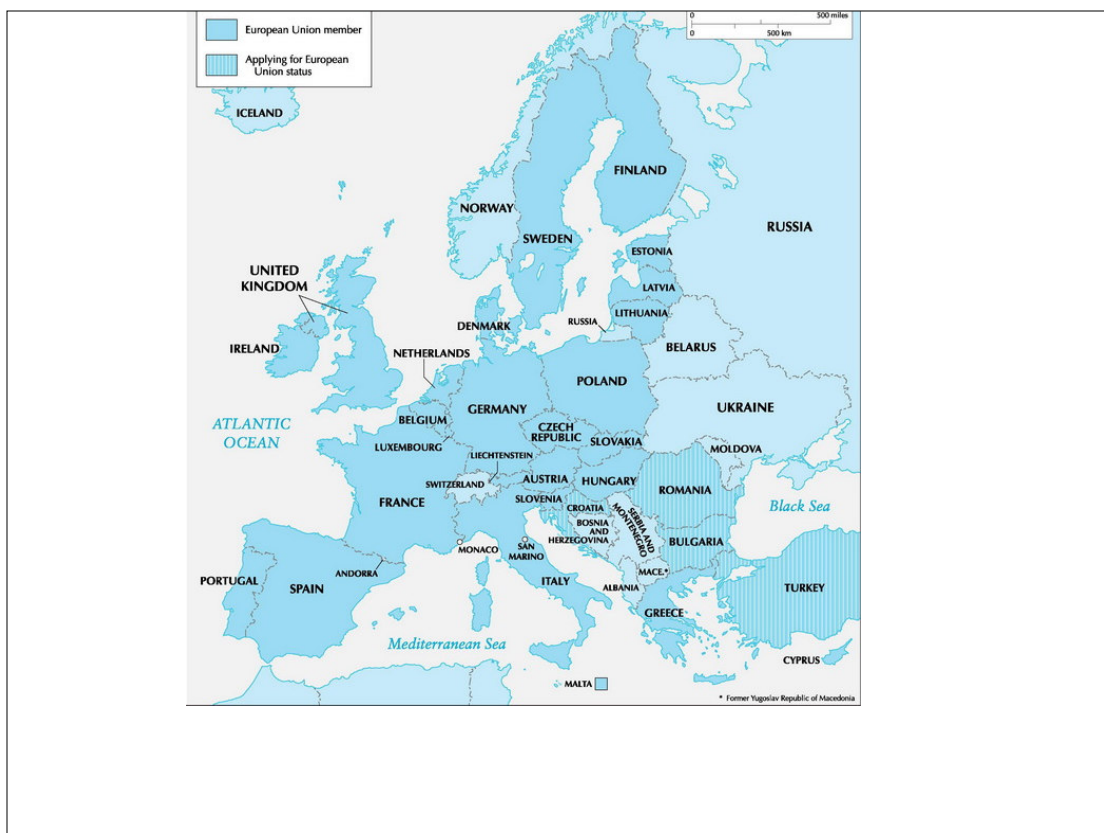 European Union member
Applying for European
Union status
0
500 miles
0
500 km
ICELAND
FINLAND
NORWAY
RUSSIA
SWEDEN
ESTONIA
UNITED
KINGDOM
LATVIA
LITHUANIA
DENMARK
RUSSIA
IRELAND
BELARUS
NETHERLANDS
POLAND
GERMANY
UKRAINE
ATLANTIC
OCEAN
BELGIUM
CZECH
REPUBLIC
SLOVAKIA
LUXEMBOURG
MOLDOVA
LIECHTENSTEIN
AUSTRIA
HUNGARY
SWITZERLAND
ROMANIA
FRANCE
SLOVENIA
CROATIA
Black Sea
BOSNIA
AND
HERZEGOVINA
SERBIA AND
MONTENEGRO
BULGARIA
MONACO
SAN
MARINO
ANDORRA
MACE.*
PORTUGAL
SPAIN
ITALY
ALBANIA
TURKEY
GREECE
Mediterranean Sea
CYPRUS
MALTA
* Former Yugoslav Republic of Macedonia